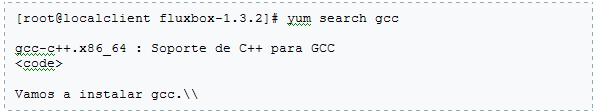 [root@localclient fluxbox-1.3.2]# yum search gcc
gcc-c++.x86_64 : Soporte de C++ para GCC
<code>
Vamos a instalar gcc.\\